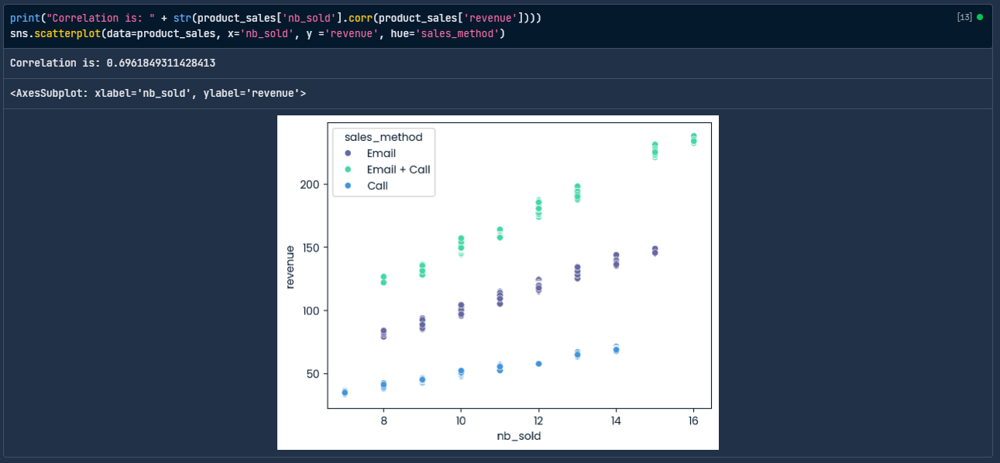 print("Correlation is: " + str(product_sales['nb_sold'].corr(product_sales['revenue'])))
[13]
sns.scatterplot(data=product_sales, x='nb_sold', y ='revenue', hue='sales_method')
Correlation is: 0.6961849311428413
<AxesSubplot: xlabel='nb_sold', ylabel='revenue'>
sales_method
Email
Email + Call
Call
200
150
100
50
revenue
8 10 12 14 16
nb_sold